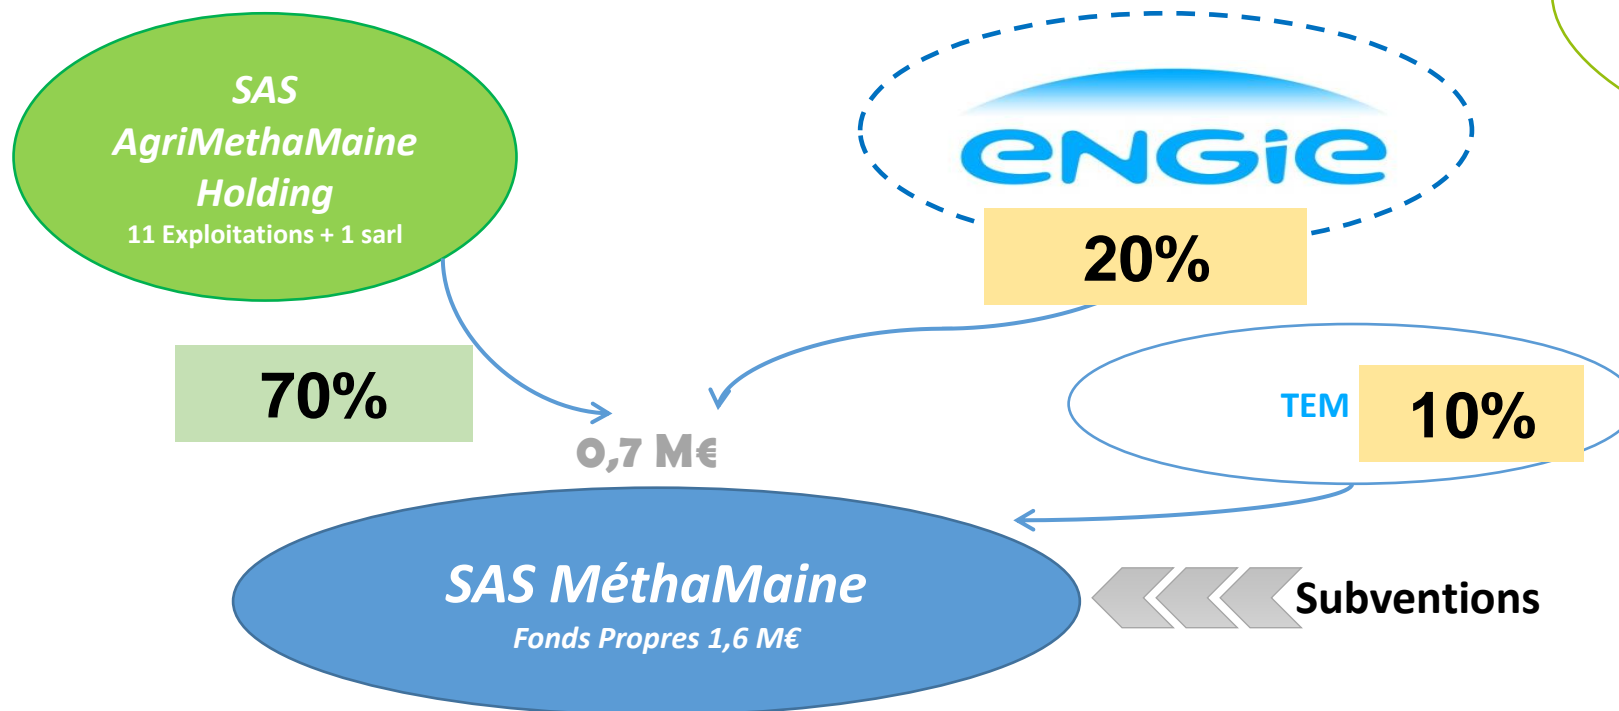 SAS
AgriMethaMaine
Holding
11 Exploitations + 1 sarl
ENGiE
20%
70%
TEM
10%
0,7 M€
SAS MéthaMaine
Fonds Propres 1,6 M€
Subventions